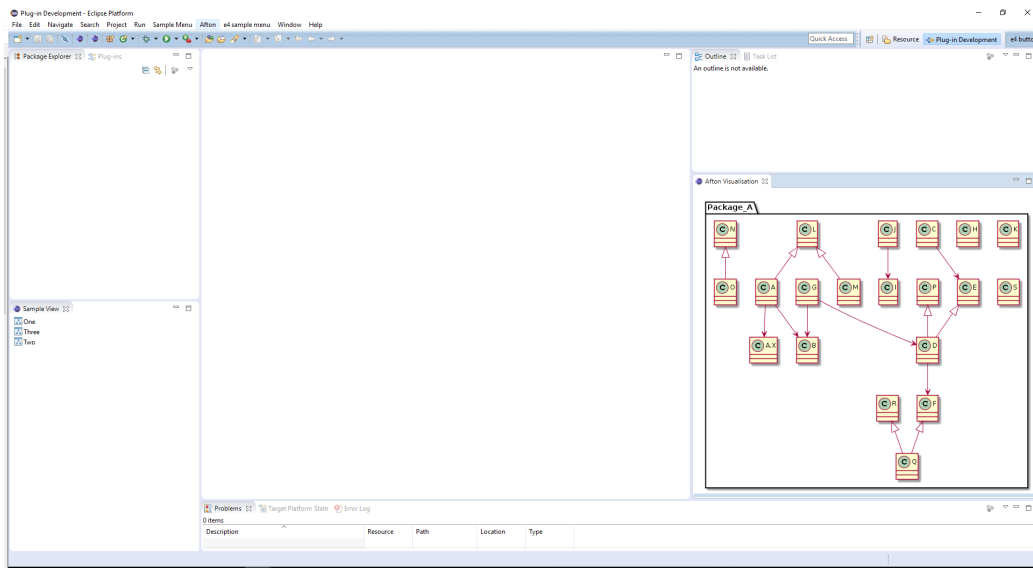 Plug-in Development - Eclipse Platform
File Edit Navigate Search Project Run Sample Menu Afton e4 sample menu Window Help
Quick Access Resource Plug-in Development e4 butto
Package Explorer Plug-ins
Outline Task List
An outline is not available.
Afton Visualisation
Package_A
C N C L C J C C C H C K
C O C A C G C M C I C P C E C S
C A.X C B C D
C R C F
C Q
Sample View
One
Three
Two
Problems Target Platform State Error Log
0 items
Description Resource Path Location Type